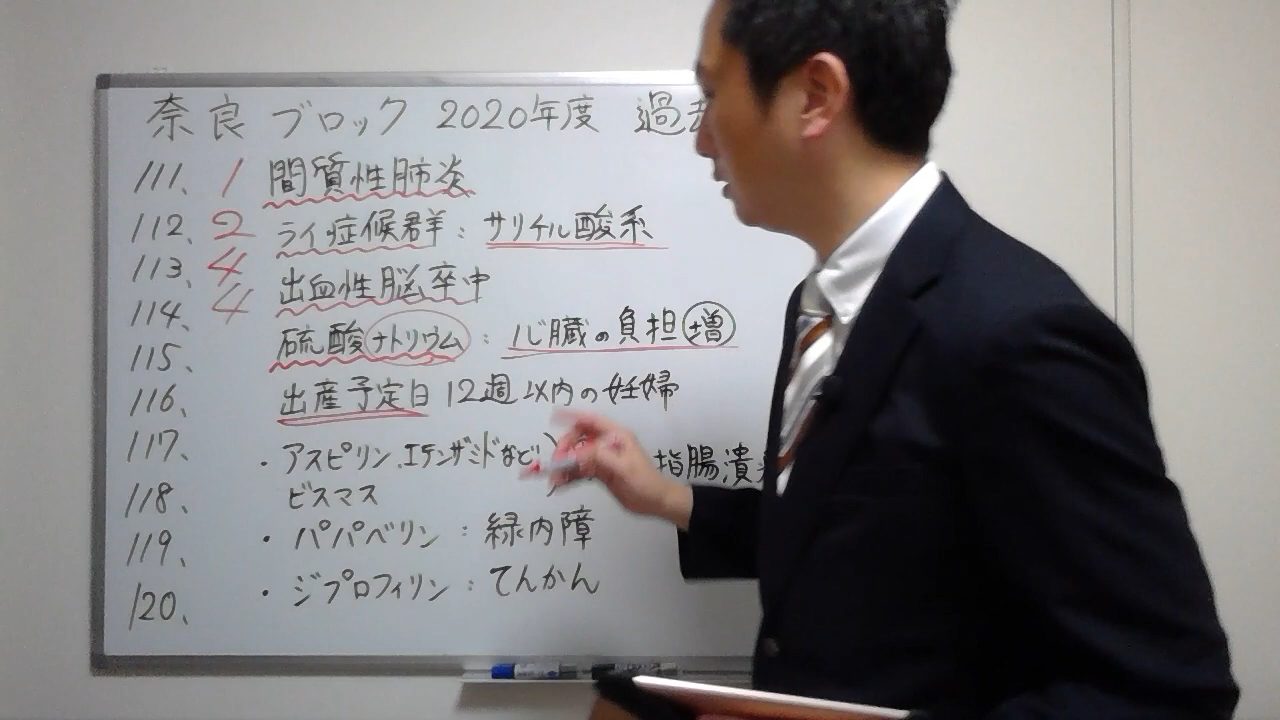 奈良 ブロック 2020年度 過去
111、 1 間質性肺炎
112、 2 ライ症候群 : サリチル酸系
113、 4 出血性脳卒中
114、 4
硫酸ナトリウム : 心臓の負担増
115、
116、 出産予定日12週以内の妊婦
117、
・アスピリン、エテンザミドなど 指腸潰
118、 ビスマス
119、 ・パパベリン : 緑内障
120、 ・ジプロフィリン : てんかん